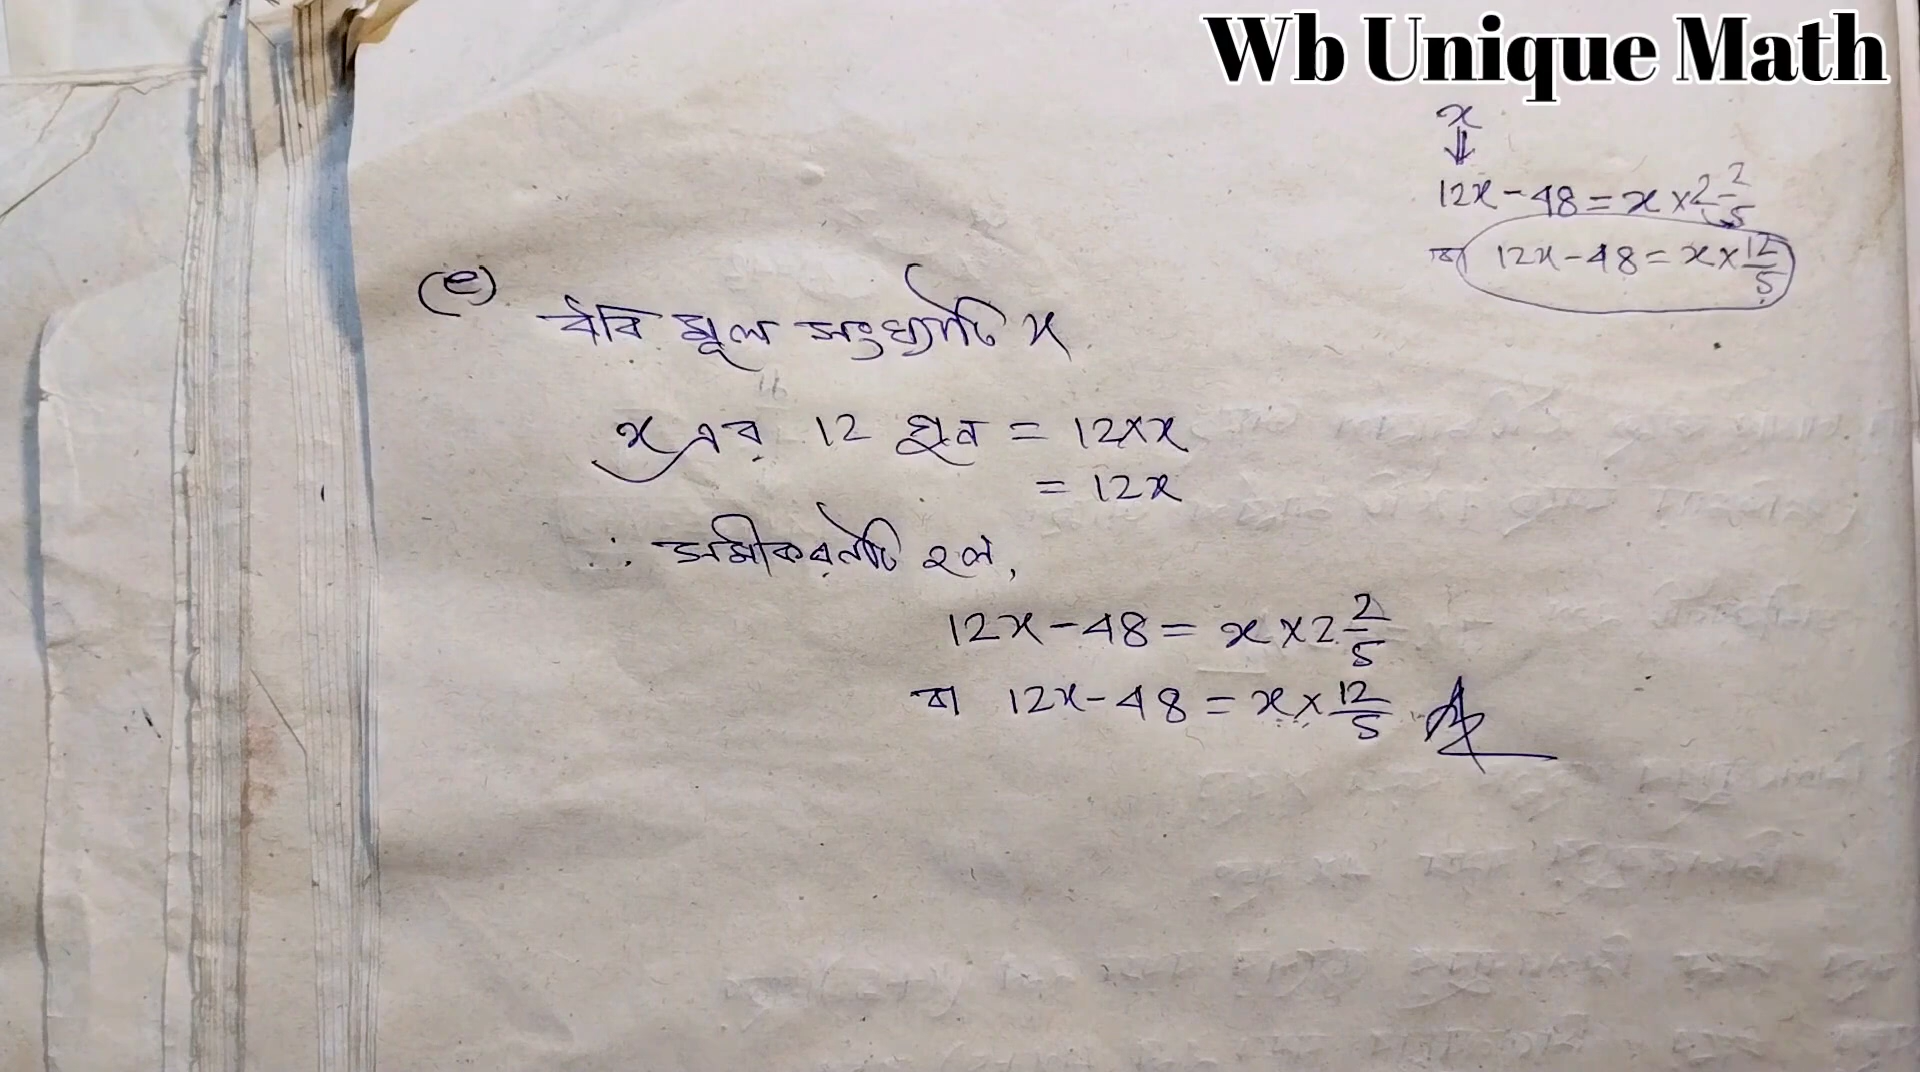 Wb Unique Math
x
⇓
12x - 48 = x × 2 2/5
বা 12x - 48 = x × 12/5
(e)
ধরি মূল সংখ্যাটি x
x এর 12 গুন = 12×x
= 12x
∴ সমীকরনটি হল,
12x - 48 = x × 2 2/5
বা 12x - 48 = x × 12/5